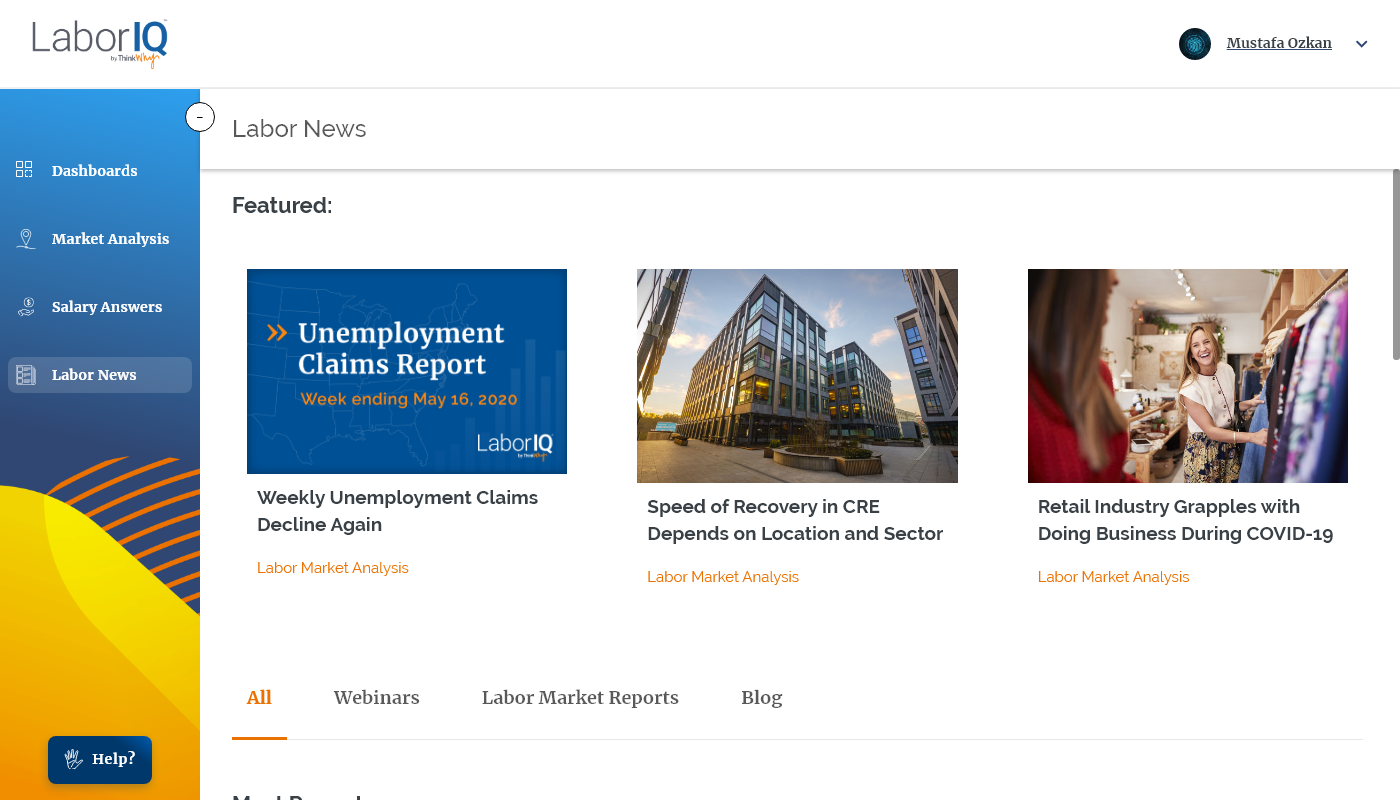 LaborIQ
by ThinkWhy
Mustafa Ozkan
-
Labor News
Dashboards
Market Analysis
Salary Answers
Labor News
Help?
Featured:
» Unemployment
Claims Report
Week ending May 16, 2020
LaborIQ
by ThinkWhy
Weekly Unemployment Claims
Decline Again
Labor Market Analysis
Speed of Recovery in CRE
Depends on Location and Sector
Labor Market Analysis
Retail Industry Grapples with
Doing Business During COVID-19
Labor Market Analysis
All
Webinars
Labor Market Reports
Blog